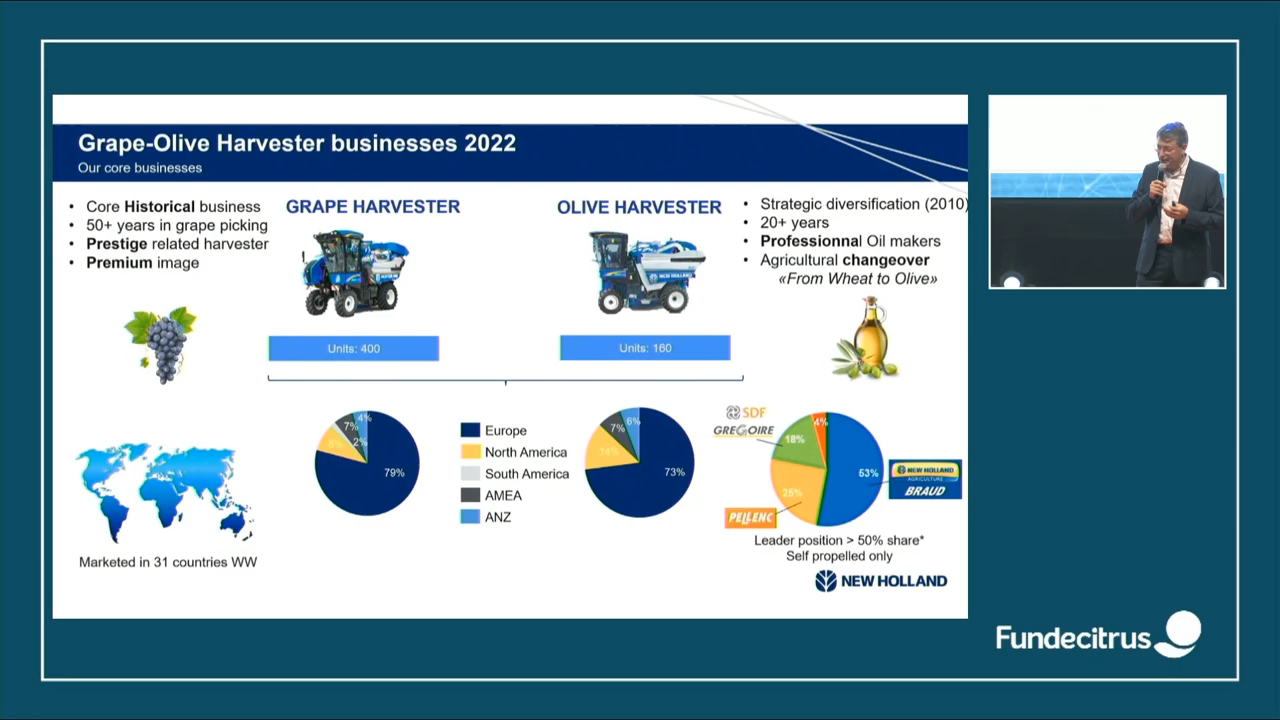 Grape-Olive Harvester businesses 2022
Our core businesses
• Core Historical business
• 50+ years in grape picking
• Prestige related harvester
• Premium image
GRAPE HARVESTER
Units: 400
OLIVE HARVESTER
NEW HOLLAND
Units: 160
• Strategic diversification (2010)
• 20+ years
• Professionnal Oil makers
• Agricultural changeover
«From Wheat to Olive»
4%
7%
2%
8%
79%
Europe
North America
South America
AMEA
ANZ
6%
7%
14%
73%
SDF
GREGOIRE
4%
18%
53%
25%
NEW HOLLAND
AGRICULTURE
BRAUD
PELLENC
Leader position > 50% share*
Self propelled only
Marketed in 31 countries WW
NEW HOLLAND
Fundecitrus